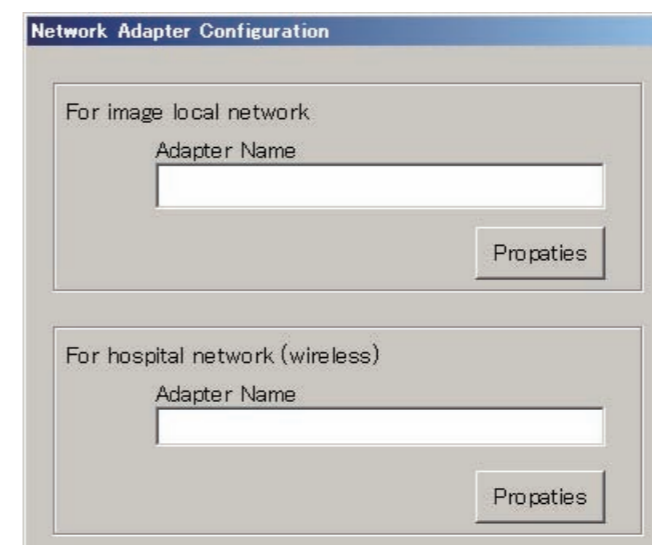 Network Adapter Configuration
For image local network
Adapter Name
Propaties
For hospital network (wireless)
Adapter Name
Propaties